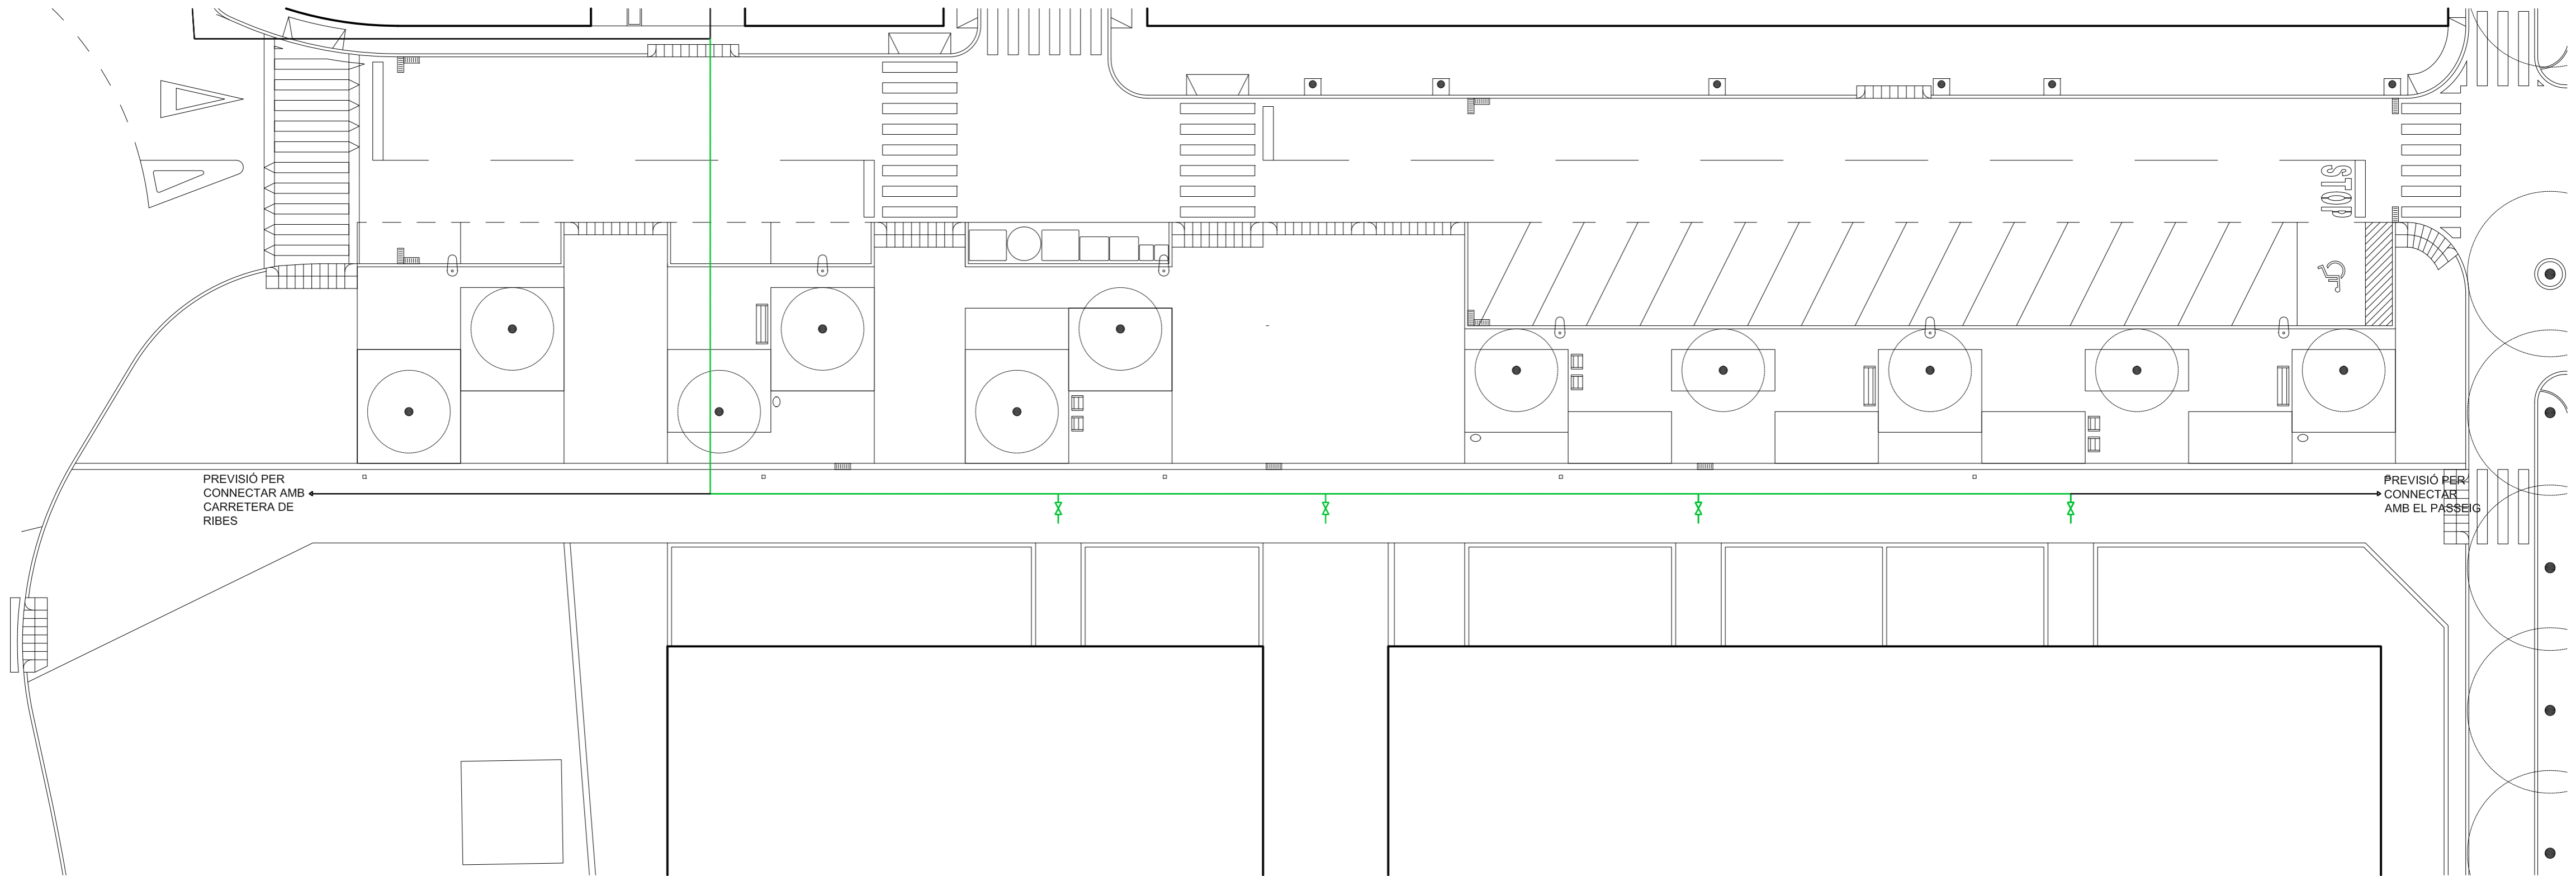 STOP
PREVISIÓ PER
CONNECTAR AMB
CARRETERA DE
RIBES
PREVISIÓ PER
CONNECTAR
AMB EL PASSEIG